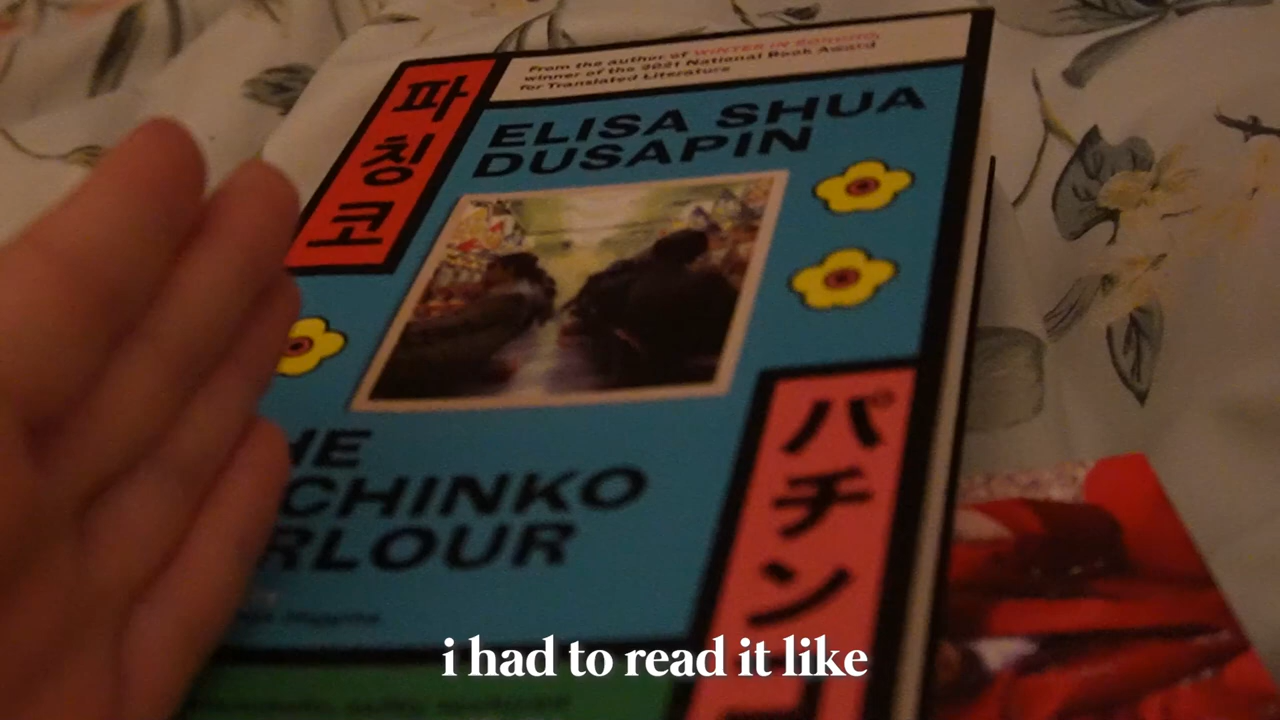 From the author of WINTER IN SOKCHO,
winner of the 2021 National Book Award
for Translated Literature
파칭코
ELISA SHUA
DUSAPIN
HE
CHINKO
RLOUR
パチン
i had to read it like